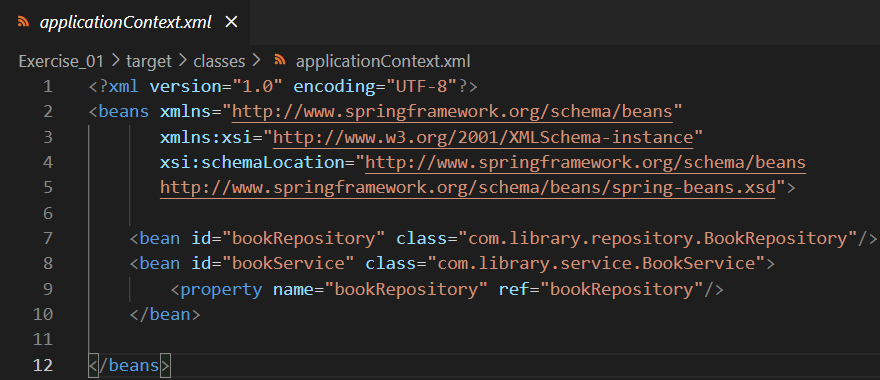 applicationContext.xml
Exercise_01 > target > classes > applicationContext.xml
1 <?xml version="1.0" encoding="UTF-8"?>
2 <beans xmlns="http://www.springframework.org/schema/beans"
3 xmlns:xsi="http://www.w3.org/2001/XMLSchema-instance"
4 xsi:schemaLocation="http://www.springframework.org/schema/beans
5 http://www.springframework.org/schema/beans/spring-beans.xsd">
6
7 <bean id="bookRepository" class="com.library.repository.BookRepository"/>
8 <bean id="bookService" class="com.library.service.BookService">
9 <property name="bookRepository" ref="bookRepository"/>
10 </bean>
11
12 </beans>